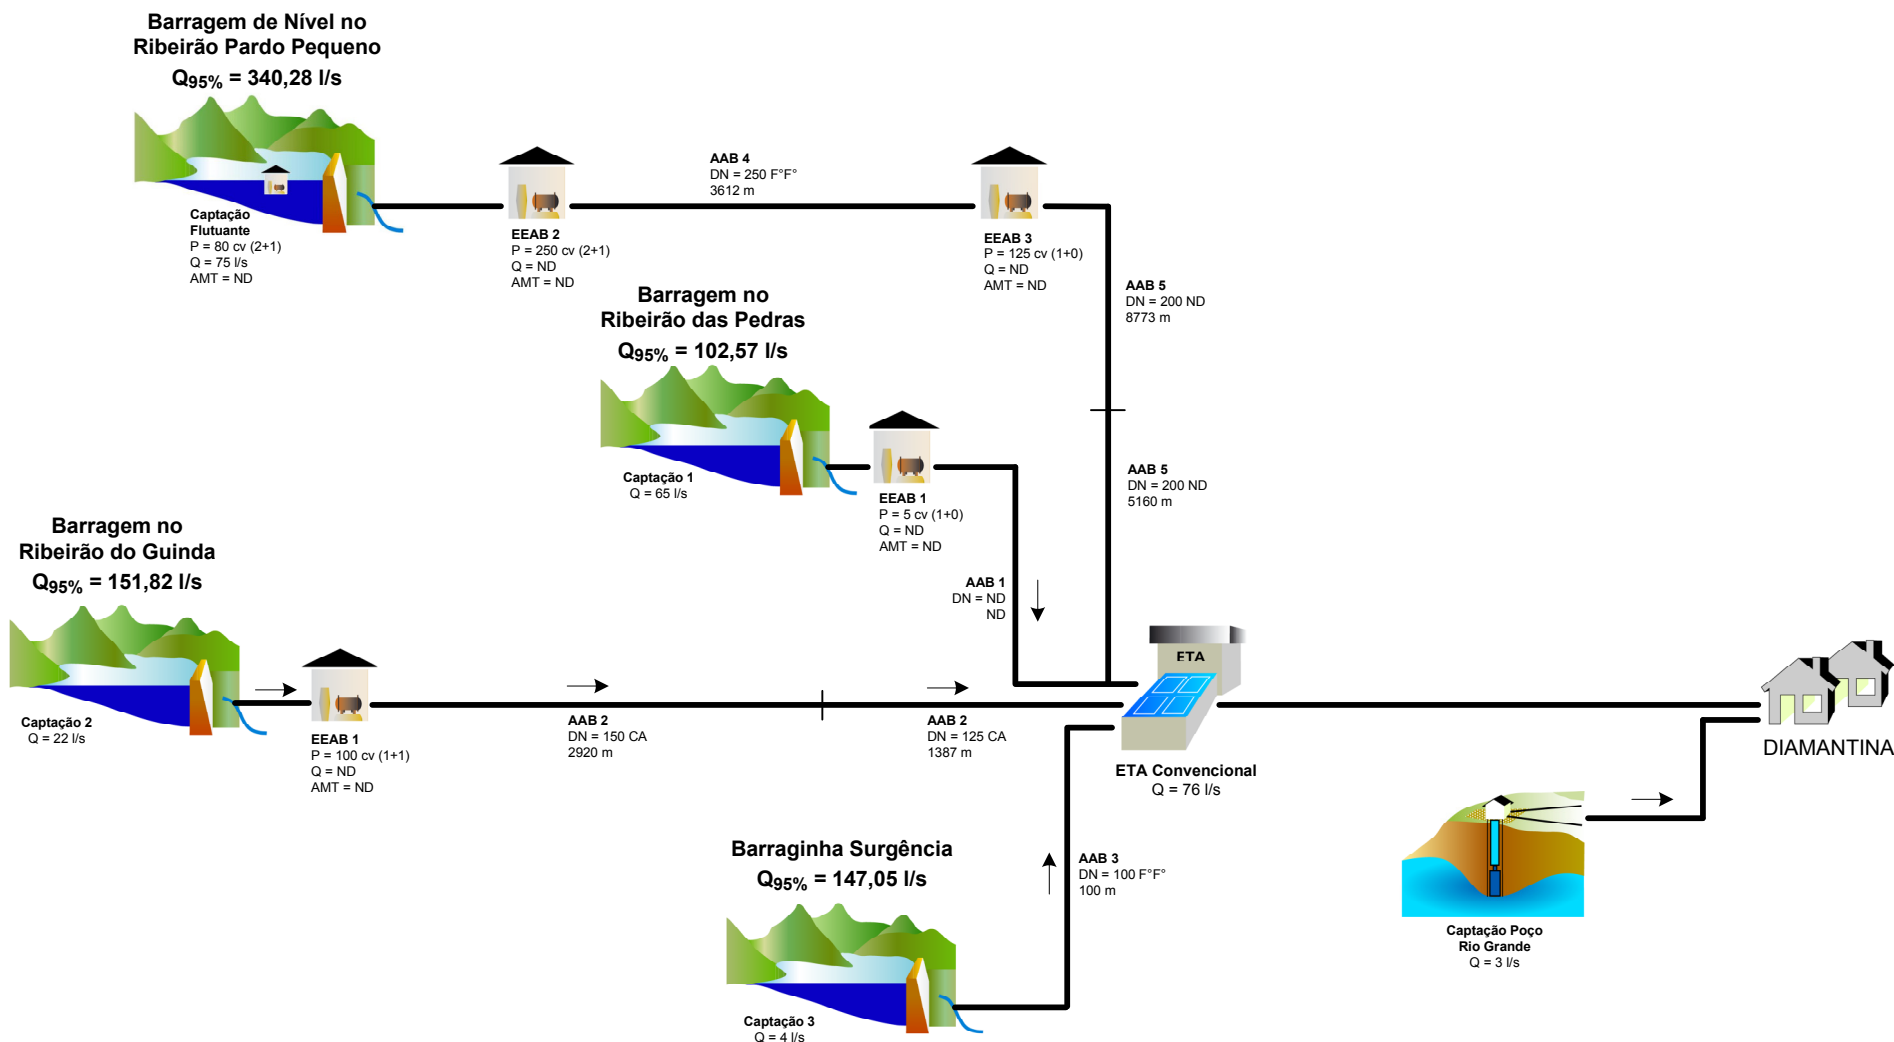 Barragem de Nível no
Ribeirão Pardo Pequeno
Q95% = 340,28 l/s
Captação
Flutuante
P = 80 cv (2+1)
Q = 75 l/s
AMT = ND
EEAB 2
P = 250 cv (2+1)
Q = ND
AMT = ND
AAB 4
DN = 250 F°F°
3612 m
EEAB 3
P = 125 cv (1+0)
Q = ND
AMT = ND
AAB 5
DN = 200 ND
8773 m
Barragem no
Ribeirão das Pedras
Q95% = 102,57 l/s
Captação 1
Q = 65 l/s
EEAB 1
P = 5 cv (1+0)
Q = ND
AMT = ND
AAB 5
DN = 200 ND
5160 m
AAB 1
DN = ND
ND
Barragem no
Ribeirão do Guinda
Q95% = 151,82 l/s
Captação 2
Q = 22 l/s
EEAB 1
P = 100 cv (1+1)
Q = ND
AMT = ND
AAB 2
DN = 150 CA
2920 m
AAB 2
DN = 125 CA
1387 m
ETA
ETA Convencional
Q = 76 l/s
DIAMANTINA
Barraginha Surgência
Q95% = 147,05 l/s
Captação 3
Q = 4 l/s
AAB 3
DN = 100 F°F°
100 m
Captação Poço
Rio Grande
Q = 3 l/s